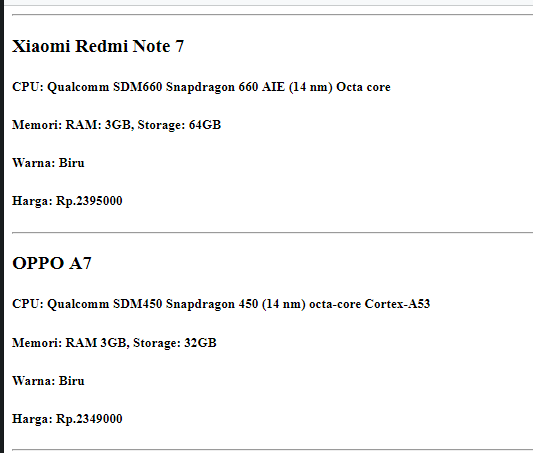 Xiaomi Redmi Note 7
CPU: Qualcomm SDM660 Snapdragon 660 AIE (14 nm) Octa core
Memori: RAM: 3GB, Storage: 64GB
Warna: Biru
Harga: Rp.2395000
OPPO A7
CPU: Qualcomm SDM450 Snapdragon 450 (14 nm) octa-core Cortex-A53
Memori: RAM 3GB, Storage: 32GB
Warna: Biru
Harga: Rp.2349000